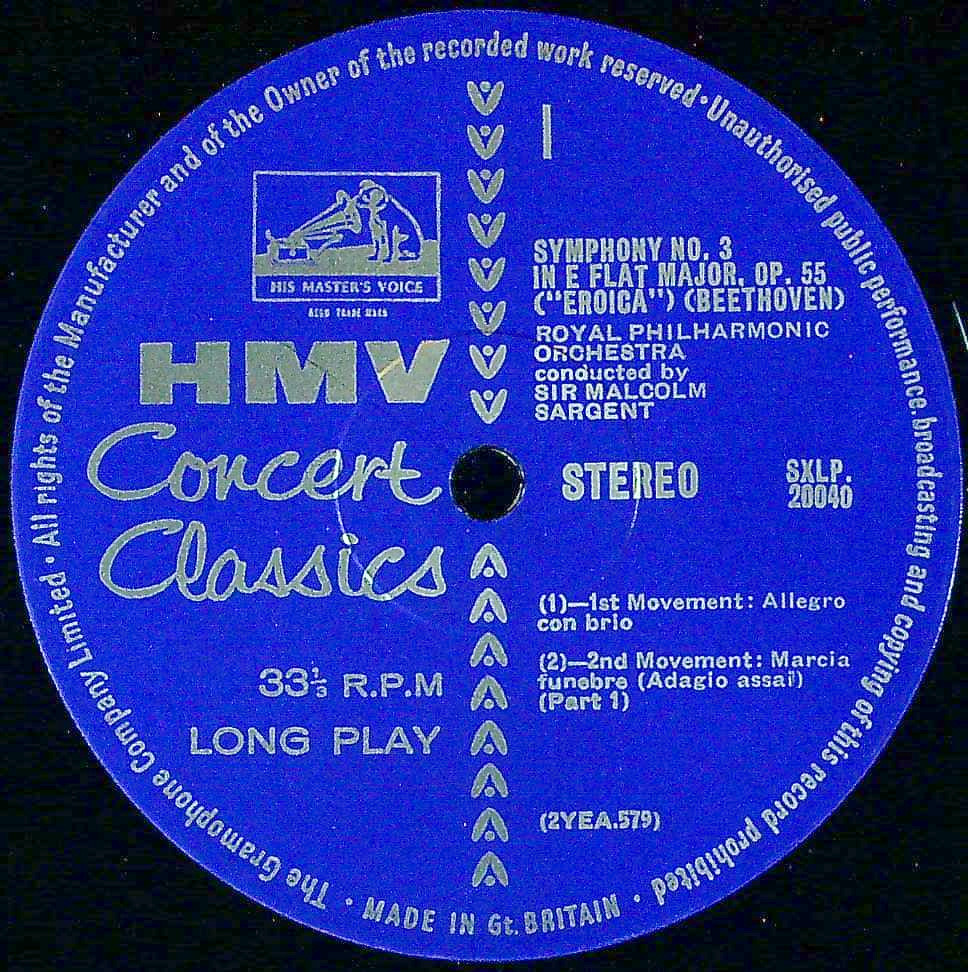 The Gramophone Company Limited · All rights of the Manufacturer and of the Owner of the recorded work reserved · Unauthorised public performance, broadcasting and copying of this record prohibited ·
MADE IN Gt. BRITAIN ·
HIS MASTER'S VOICE
REGD TRADE MARK
HMV
Concert
Classics
33⅓ R.P.M
LONG PLAY
1
SYMPHONY NO. 3
IN E FLAT MAJOR, OP. 55
("EROICA") (BEETHOVEN)
ROYAL PHILHARMONIC
ORCHESTRA
conducted by
SIR MALCOLM
SARGENT
STEREO
SXLP.
20040
(1)—1st Movement: Allegro
con brio
(2)—2nd Movement: Marcia
funebre (Adagio assai)
(Part 1)
(2YEA.579)